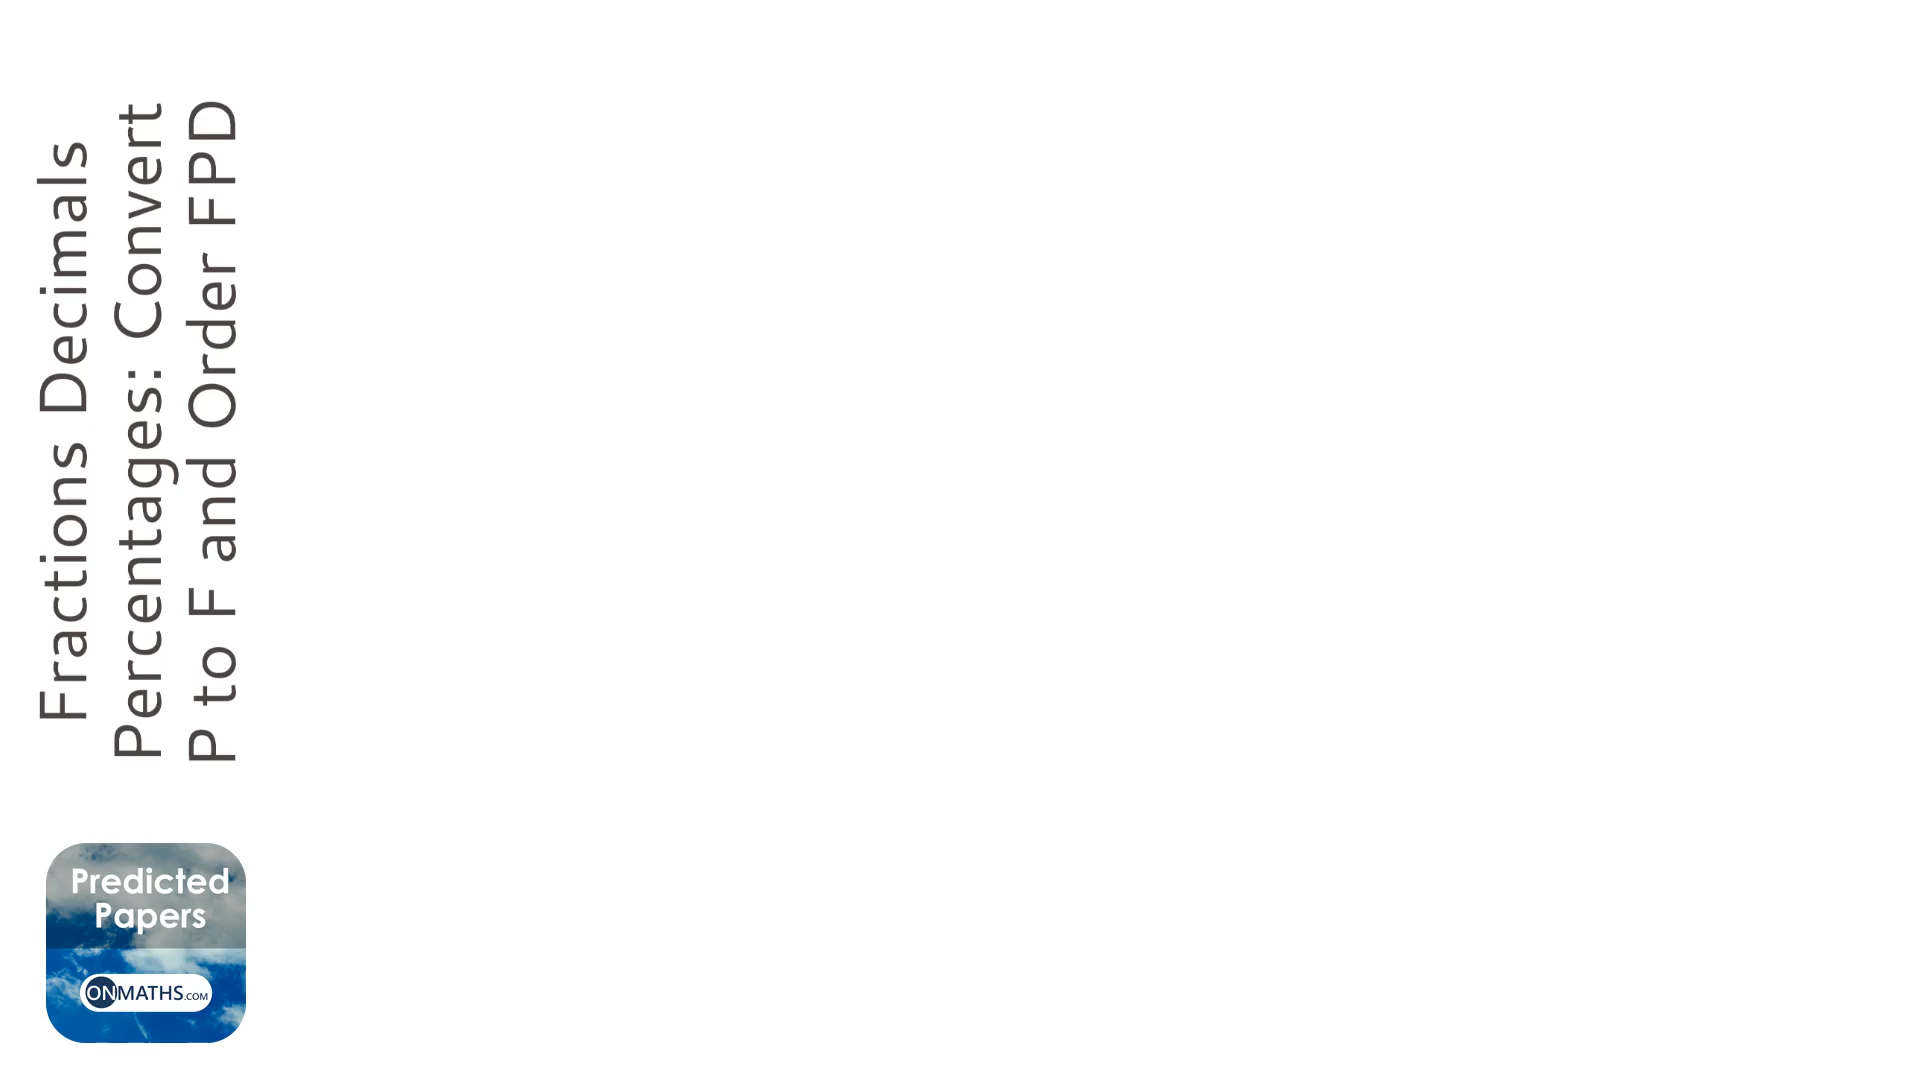 Fractions Decimals
Percentages: Convert
P to F and Order FPD
Predicted
Papers
ONMATHS.COM